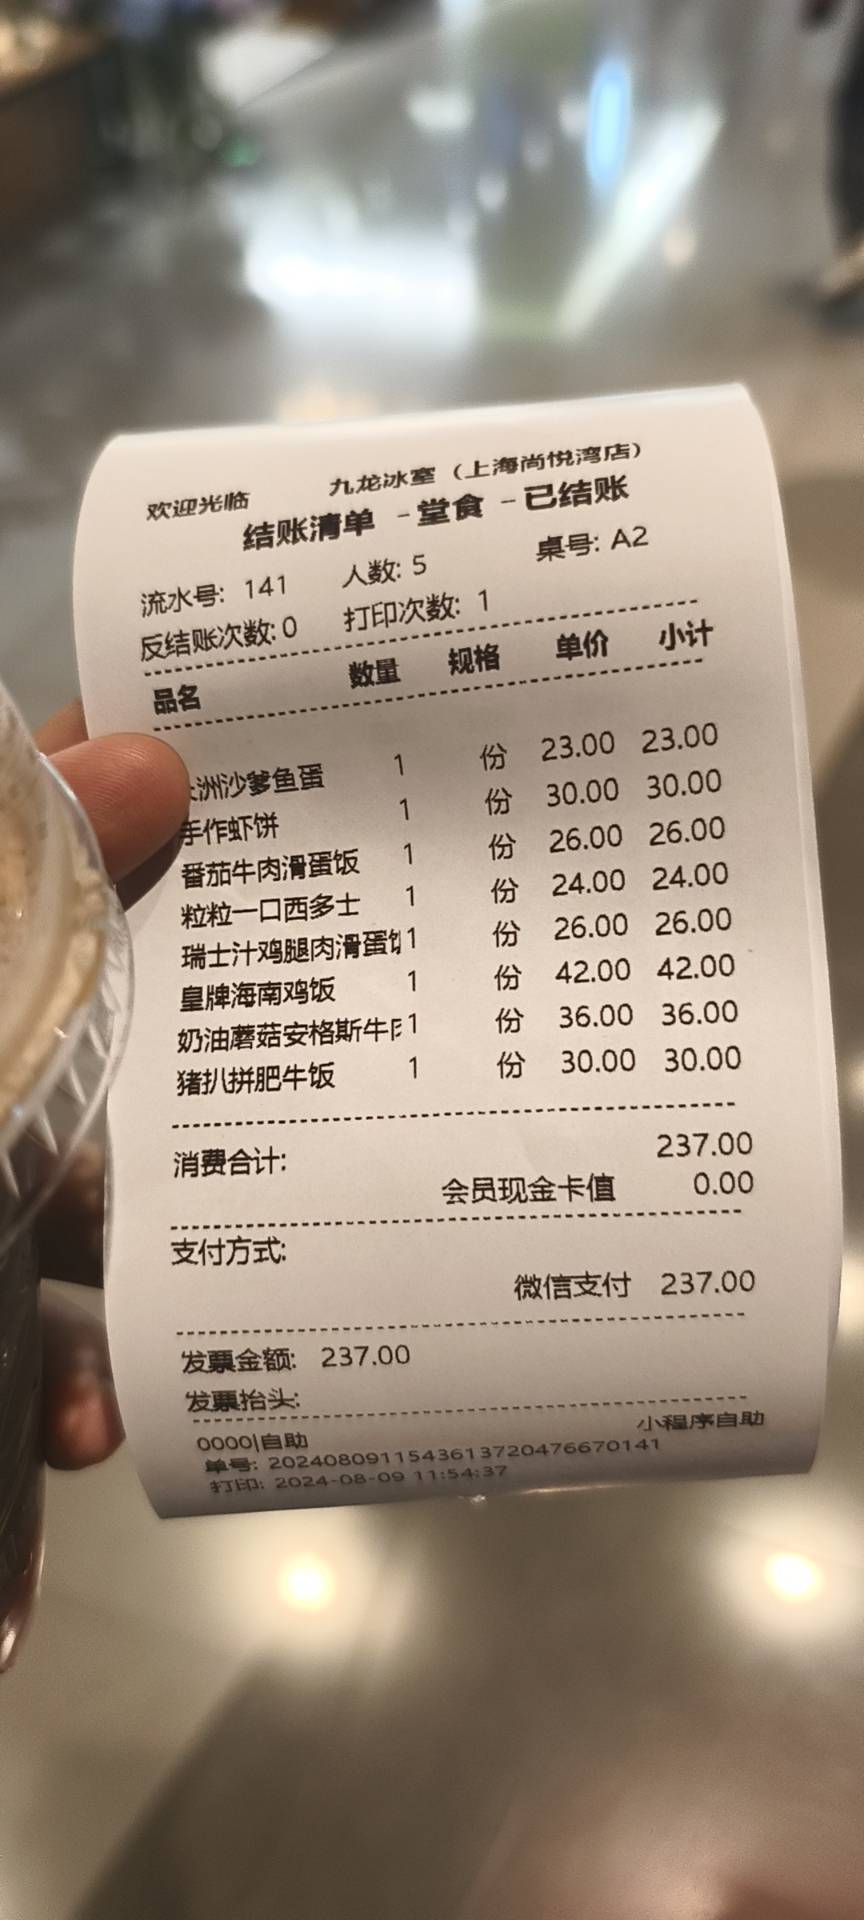 欢迎光临 九龙冰室（上海尚悦湾店）
结账清单 -堂食 -已结账
流水号: 141 人数: 5 桌号: A2
反结账次数:0 打印次数: 1
品名 数量 规格 单价 小计
洲沙爹鱼蛋 1 份 23.00 23.00
手作虾饼 1 份 30.00 30.00
番茄牛肉滑蛋饭 1 份 26.00 26.00
粒粒一口西多士 1 份 24.00 24.00
瑞士汁鸡腿肉滑蛋 1 份 26.00 26.00
皇牌海南鸡饭 1 份 42.00 42.00
奶油蘑菇安格斯牛 1 份 36.00 36.00
猪扒拼肥牛饭 1 份 30.00 30.00
消费合计: 237.00
会员现金卡值 0.00
支付方式:
微信支付 237.00
发票金额: 237.00
发票抬头:
0000|自助 小程序自助
单号: 2024080911543613720476670141
打印: 2024-08-09 11:54:37